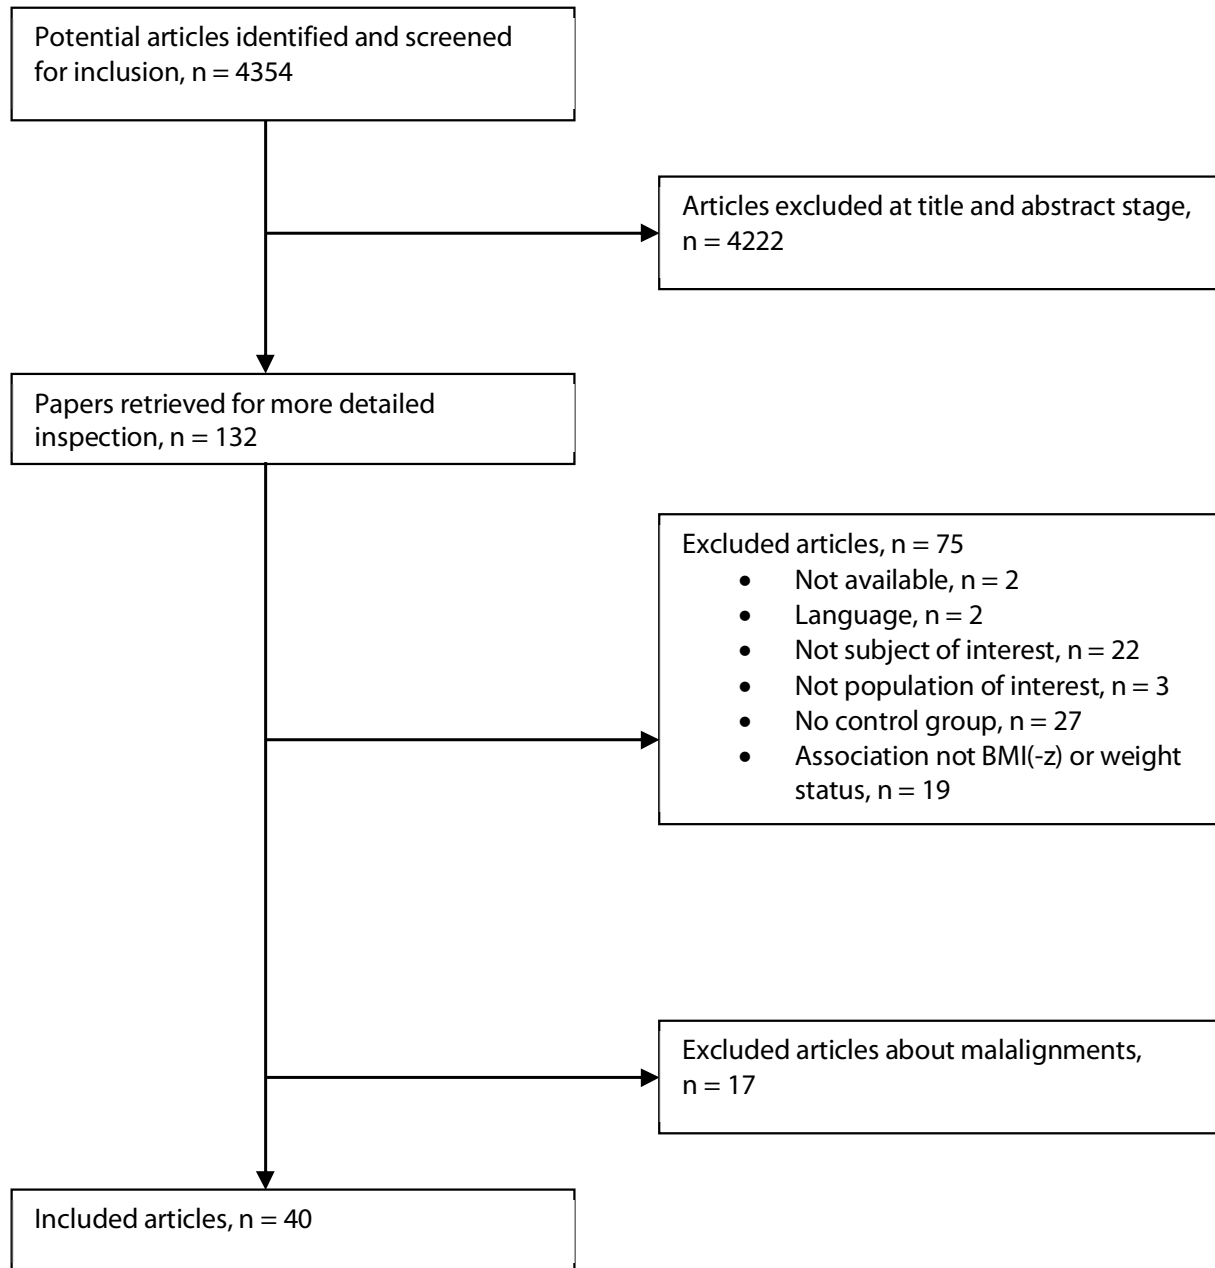 Potential articles identified and screened
for inclusion, n = 4354
Articles excluded at title and abstract stage,
n = 4222
Papers retrieved for more detailed
inspection, n = 132
Excluded articles, n = 75
• Not available, n = 2
• Language, n = 2
• Not subject of interest, n = 22
• Not population of interest, n = 3
• No control group, n = 27
• Association not BMI(-z) or weight
status, n = 19
Excluded articles about malalignments,
n = 17
Included articles, n = 40